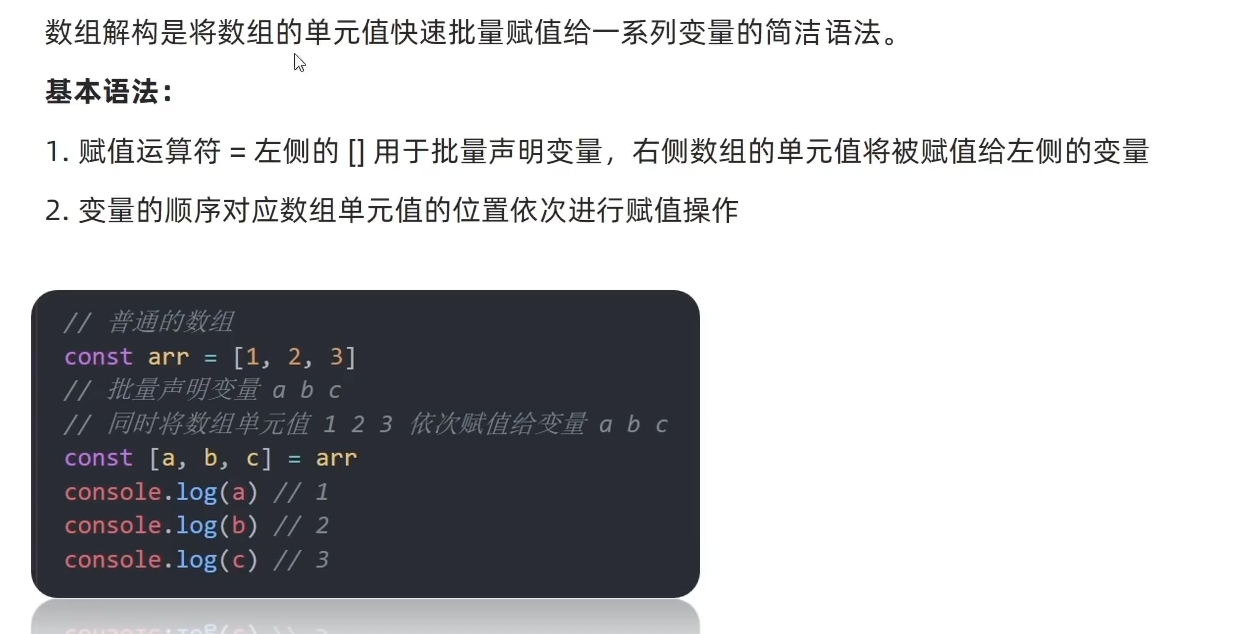 数组解构是将数组的单元值快速批量赋值给一系列变量的简洁语法。
基本语法：
1. 赋值运算符 = 左侧的 [] 用于批量声明变量，右侧数组的单元值将被赋值给左侧的变量
2. 变量的顺序对应数组单元值的位置依次进行赋值操作
// 普通的数组
const arr = [1, 2, 3]
// 批量声明变量 a b c
// 同时将数组单元值 1 2 3 依次赋值给变量 a b c
const [a, b, c] = arr
console.log(a) // 1
console.log(b) // 2
console.log(c) // 3